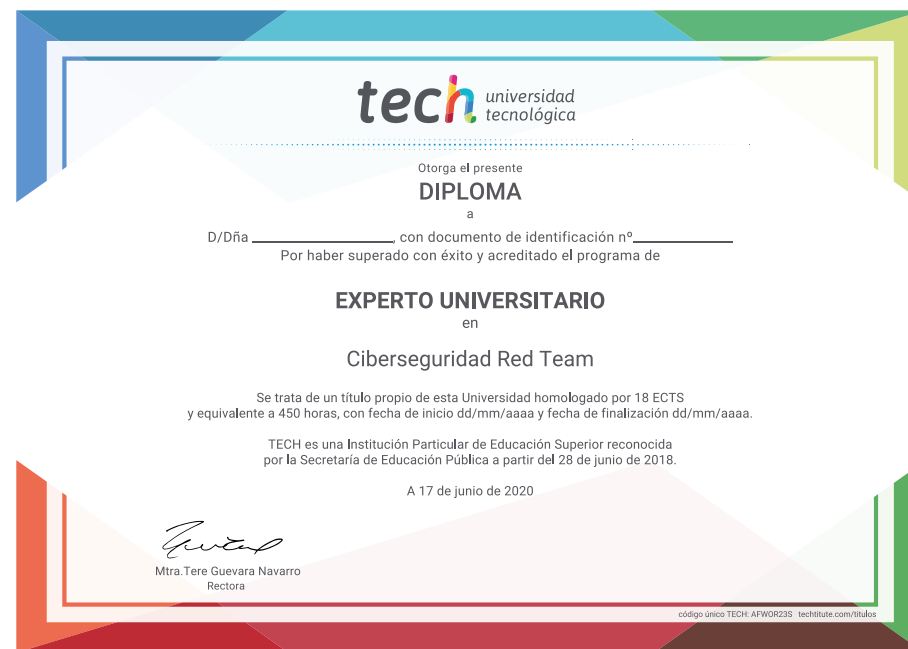 tech universidad
tecnológica
Otorga el presente
DIPLOMA
a
D/Dña ____________________, con documento de identificación nº______________
Por haber superado con éxito y acreditado el programa de
EXPERTO UNIVERSITARIO
en
Ciberseguridad Red Team
Se trata de un título propio de esta Universidad homologado por 18 ECTS
y equivalente a 450 horas, con fecha de inicio dd/mm/aaaa y fecha de finalización dd/mm/aaaa.
TECH es una Institución Particular de Educación Superior reconocida
por la Secretaría de Educación Pública a partir del 28 de junio de 2018.
A 17 de junio de 2020
Mtra.Tere Guevara Navarro
Rectora
código único TECH: AFWOR23S techtitute.com/titulos